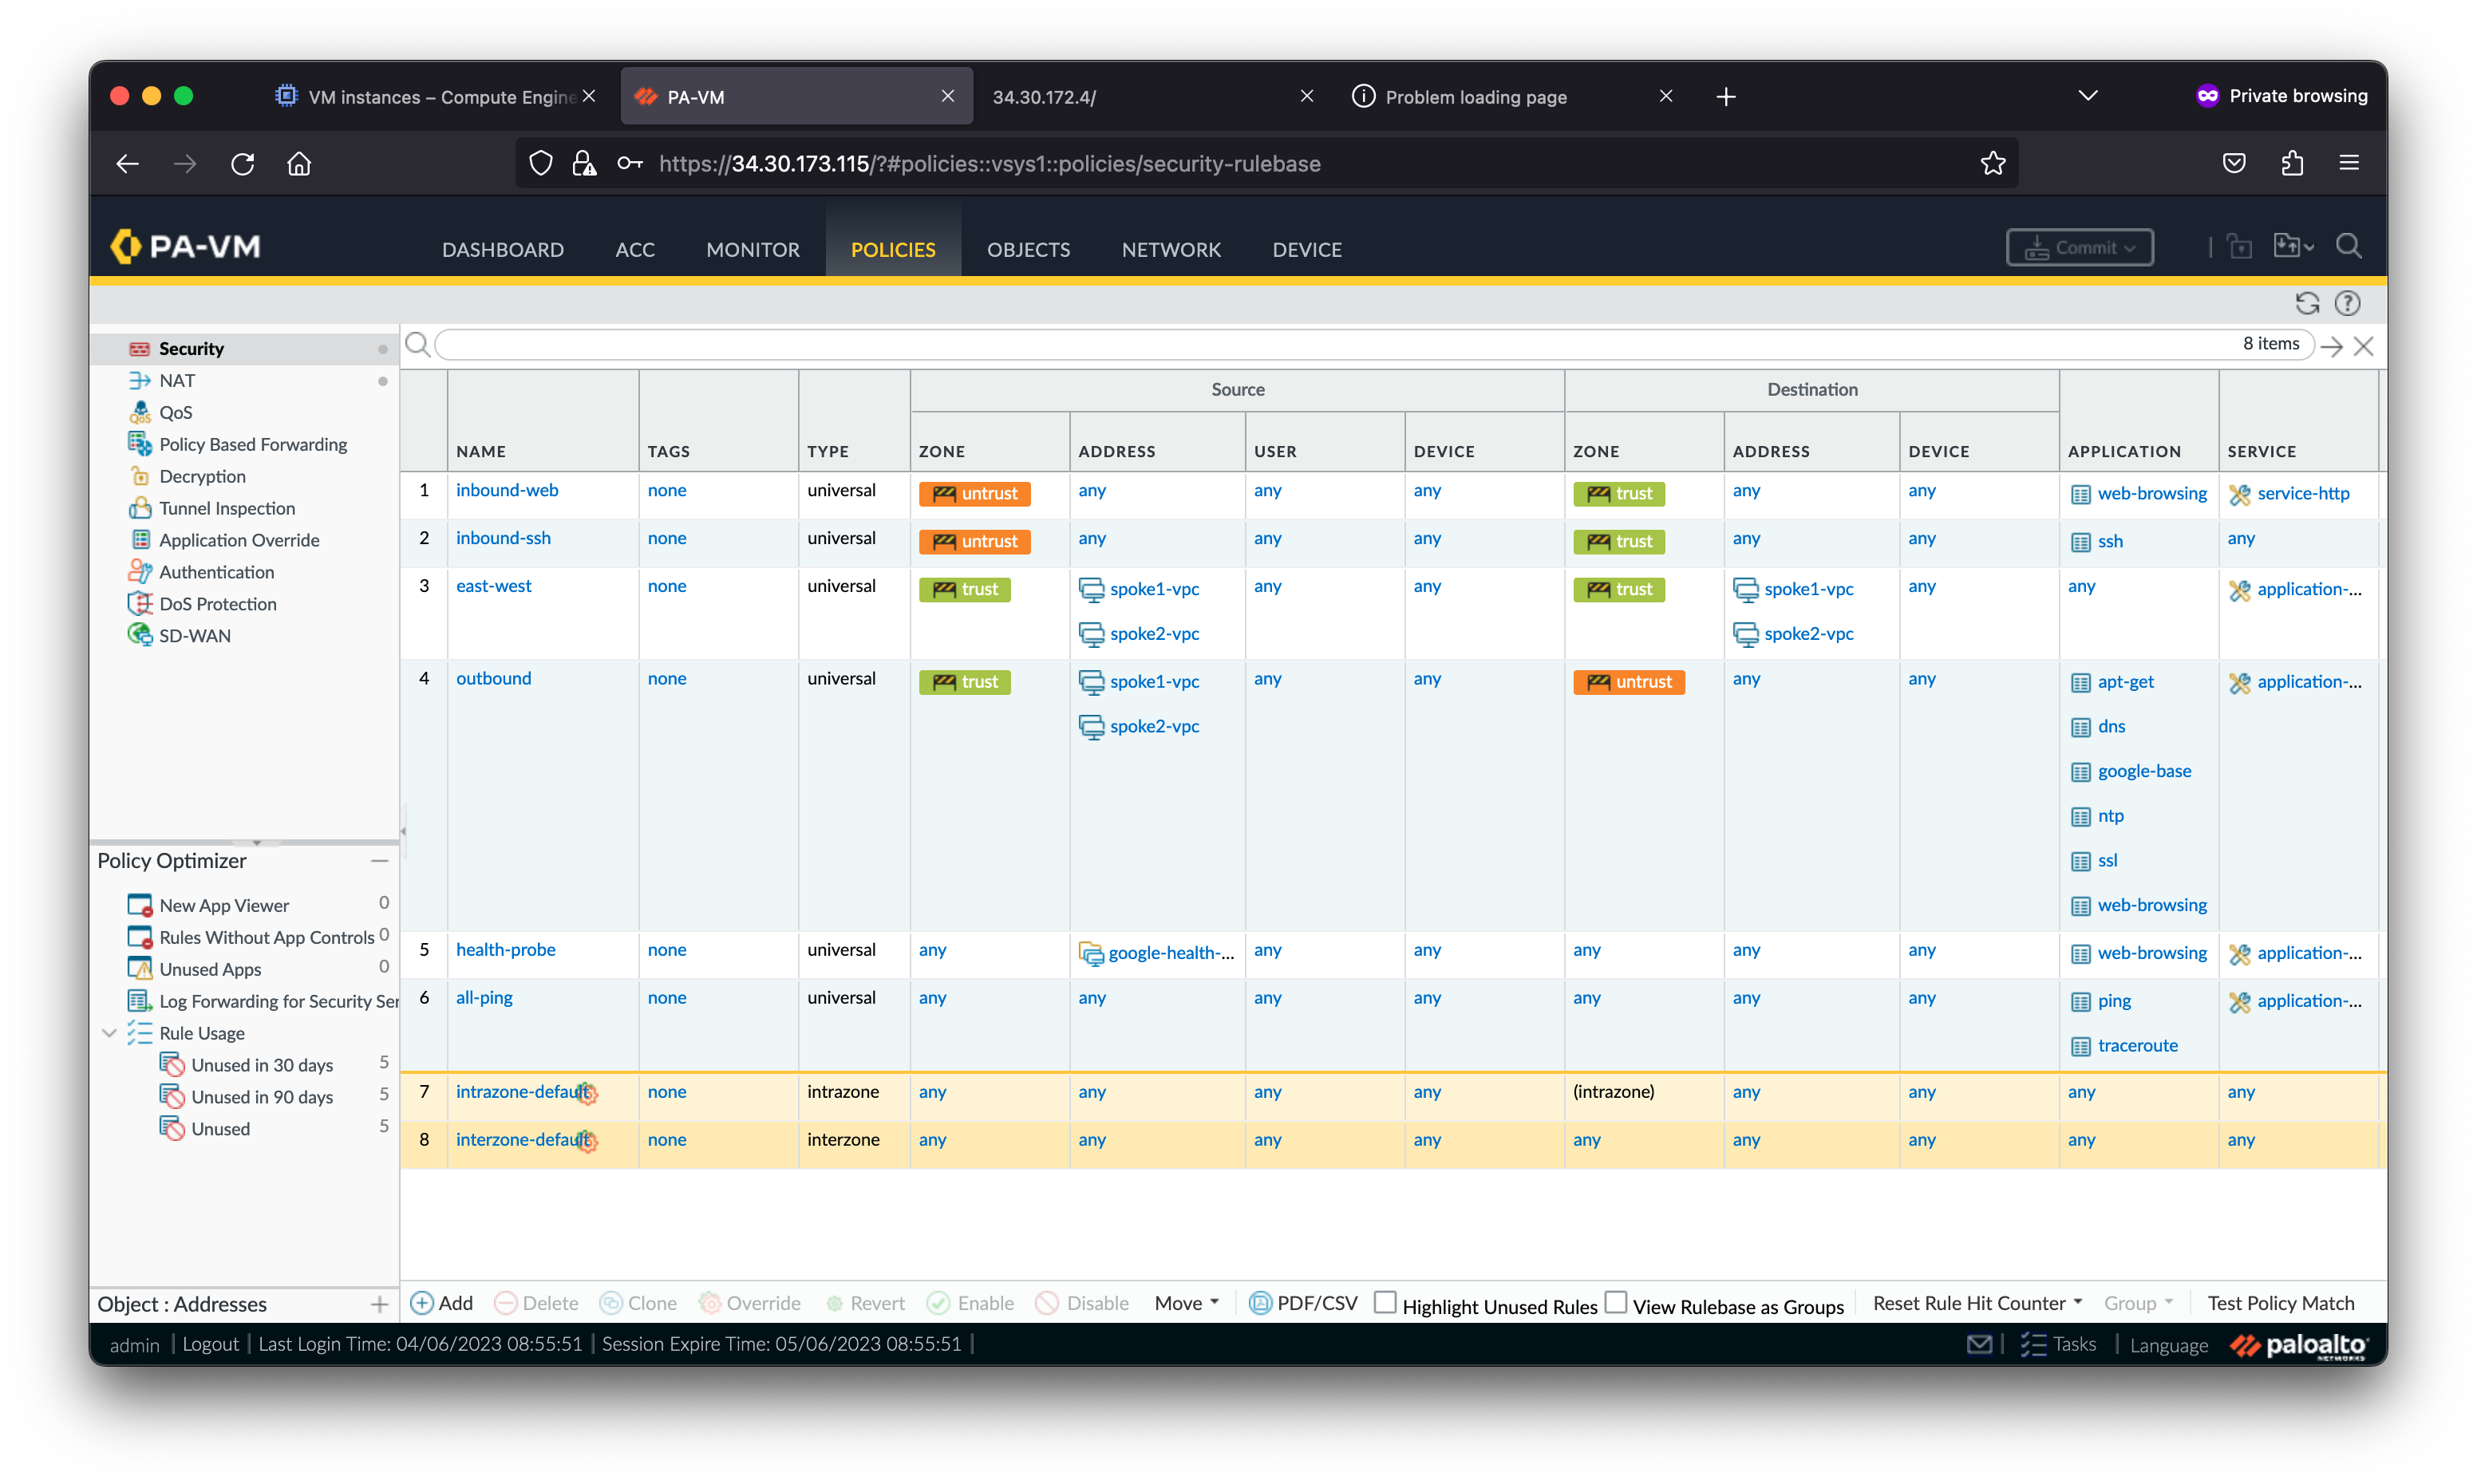 VM instances – Compute Engine
PA-VM
34.30.172.4/
Problem loading page
Private browsing
https://34.30.173.115/?#policies::vsys1::policies/security-rulebase
PA-VM
DASHBOARD ACC MONITOR POLICIES OBJECTS NETWORK DEVICE
Commit
Security
NAT
QoS
Policy Based Forwarding
Decryption
Tunnel Inspection
Application Override
Authentication
DoS Protection
SD-WAN
Policy Optimizer
New App Viewer 0
Rules Without App Controls 0
Unused Apps 0
Log Forwarding for Security Ser
Rule Usage
Unused in 30 days 5
Unused in 90 days 5
Unused 5
Object : Addresses
8 items
Source Destination
NAME TAGS TYPE ZONE ADDRESS USER DEVICE ZONE ADDRESS DEVICE APPLICATION SERVICE
1 inbound-web none universal untrust any any any trust any any web-browsing service-http
2 inbound-ssh none universal untrust any any any trust any any ssh any
3 east-west none universal trust spoke1-vpc any any trust spoke1-vpc any any application-...
spoke2-vpc spoke2-vpc
4 outbound none universal trust spoke1-vpc any any untrust any any apt-get application-...
spoke2-vpc dns
google-base
ntp
ssl
web-browsing
5 health-probe none universal any google-health-... any any any any any web-browsing application-...
6 all-ping none universal any any any any any any any ping application-...
traceroute
7 intrazone-default none intrazone any any any any (intrazone) any any any any
8 interzone-default none interzone any any any any any any any any any
Add Delete Clone Override Revert Enable Disable Move PDF/CSV Highlight Unused Rules View Rulebase as Groups Reset Rule Hit Counter Group Test Policy Match
admin | Logout | Last Login Time: 04/06/2023 08:55:51 | Session Expire Time: 05/06/2023 08:55:51 |
Tasks | Language paloalto NETWORKS